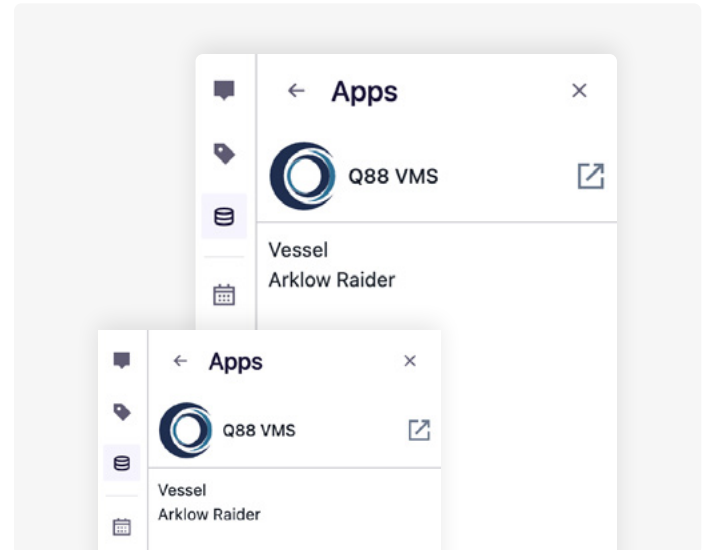 Apps
Q88 VMS
Vessel
Arklow Raider
Apps
Q88 VMS
Vessel
Arklow Raider